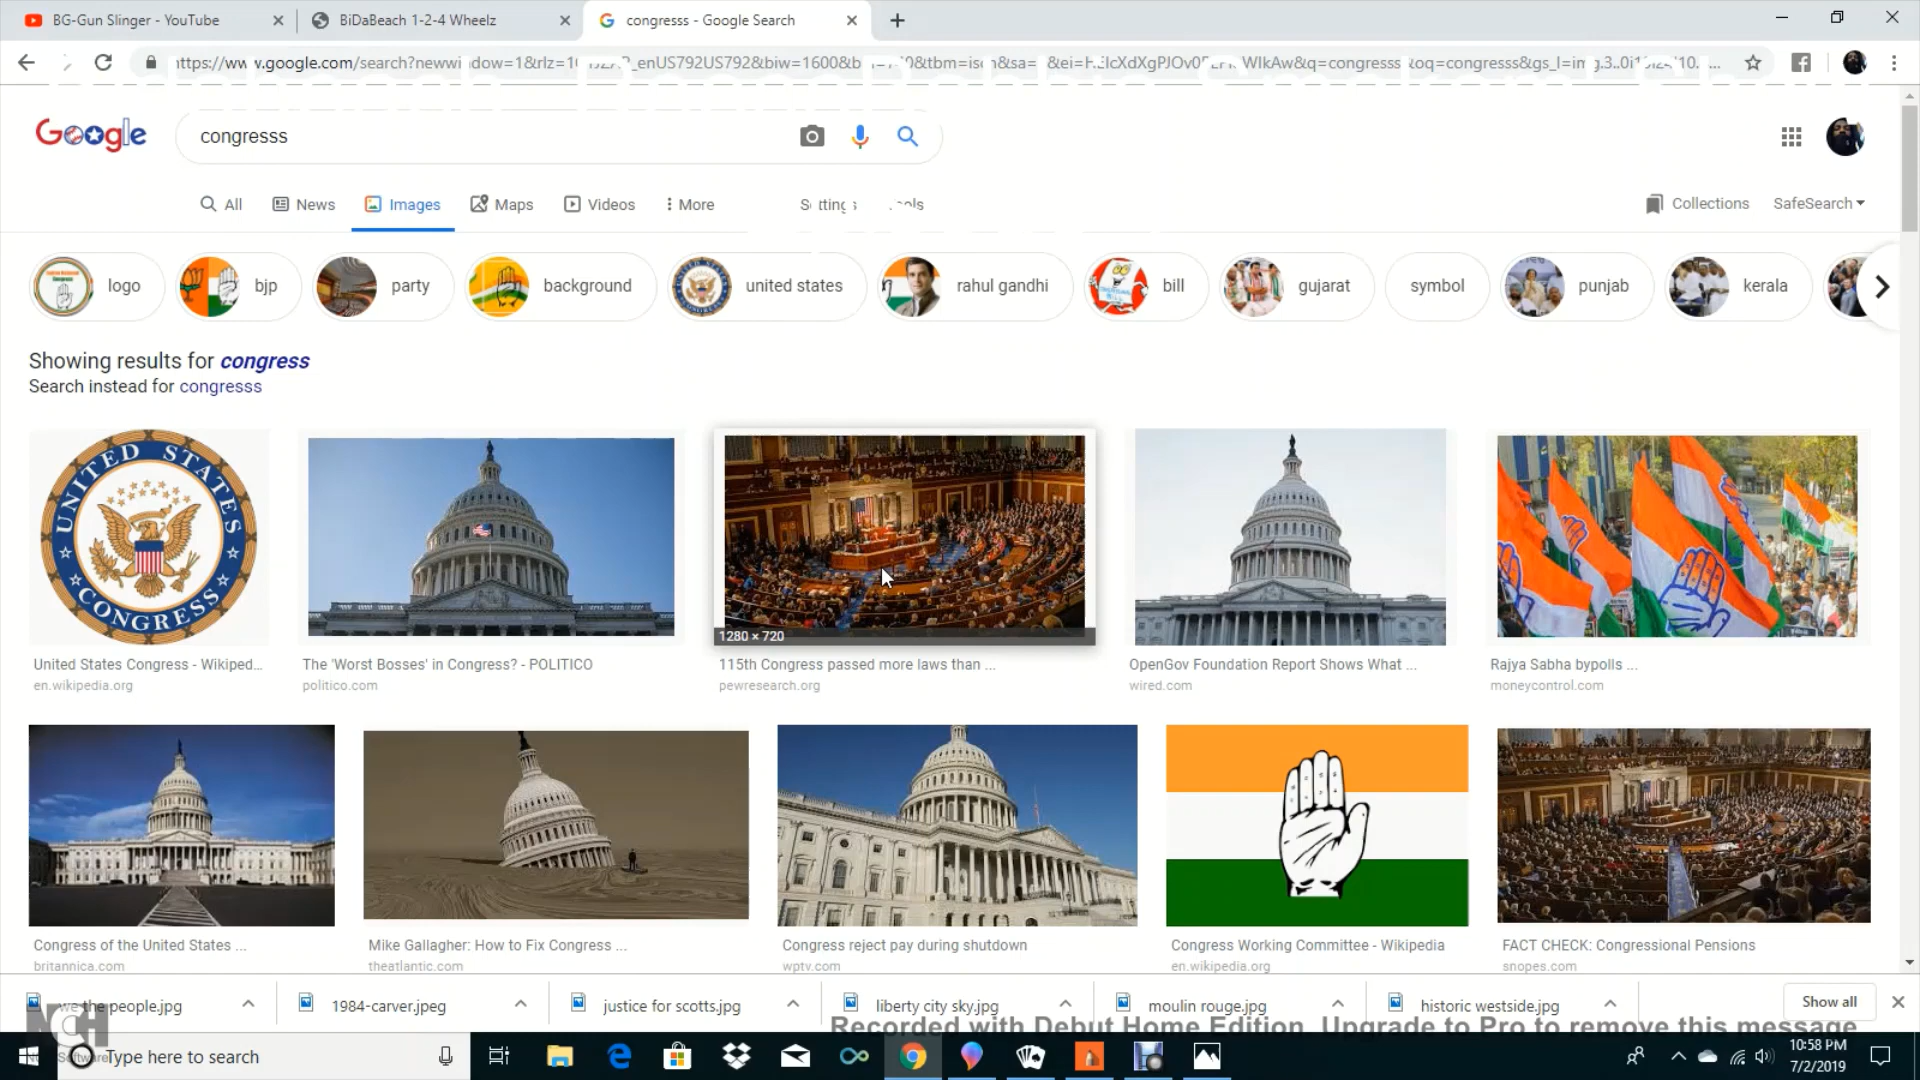 BG-Gun Slinger - YouTube
BiDaBeach 1-2-4 Wheelz
congresss - Google Search
Google
congresss
All
News
Images
Maps
Videos
More
Collections
SafeSearch
logo
bjp
party
background
united states
rahul gandhi
bill
gujarat
symbol
punjab
kerala
Showing results for congress
Search instead for congresss
UNITED STATES CONGRESS
1280 × 720
United States Congress - Wikiped...
en.wikipedia.org
The 'Worst Bosses' in Congress? - POLITICO
politico.com
115th Congress passed more laws than ...
pewresearch.org
OpenGov Foundation Report Shows What ...
wired.com
Rajya Sabha bypolls ...
moneycontrol.com
Congress of the United States ...
britannica.com
Mike Gallagher: How to Fix Congress ...
theatlantic.com
Congress reject pay during shutdown
wptv.com
Congress Working Committee - Wikipedia
en.wikipedia.org
FACT CHECK: Congressional Pensions
snopes.com
we the people.jpg
1984-carver.jpeg
justice for scotts.jpg
liberty city sky.jpg
moulin rouge.jpg
historic westside.jpg
Show all
NCH
Recorded with Debut Home Edition. Upgrade to Pro to remove this message
Type here to search
10:58 PM
7/2/2019